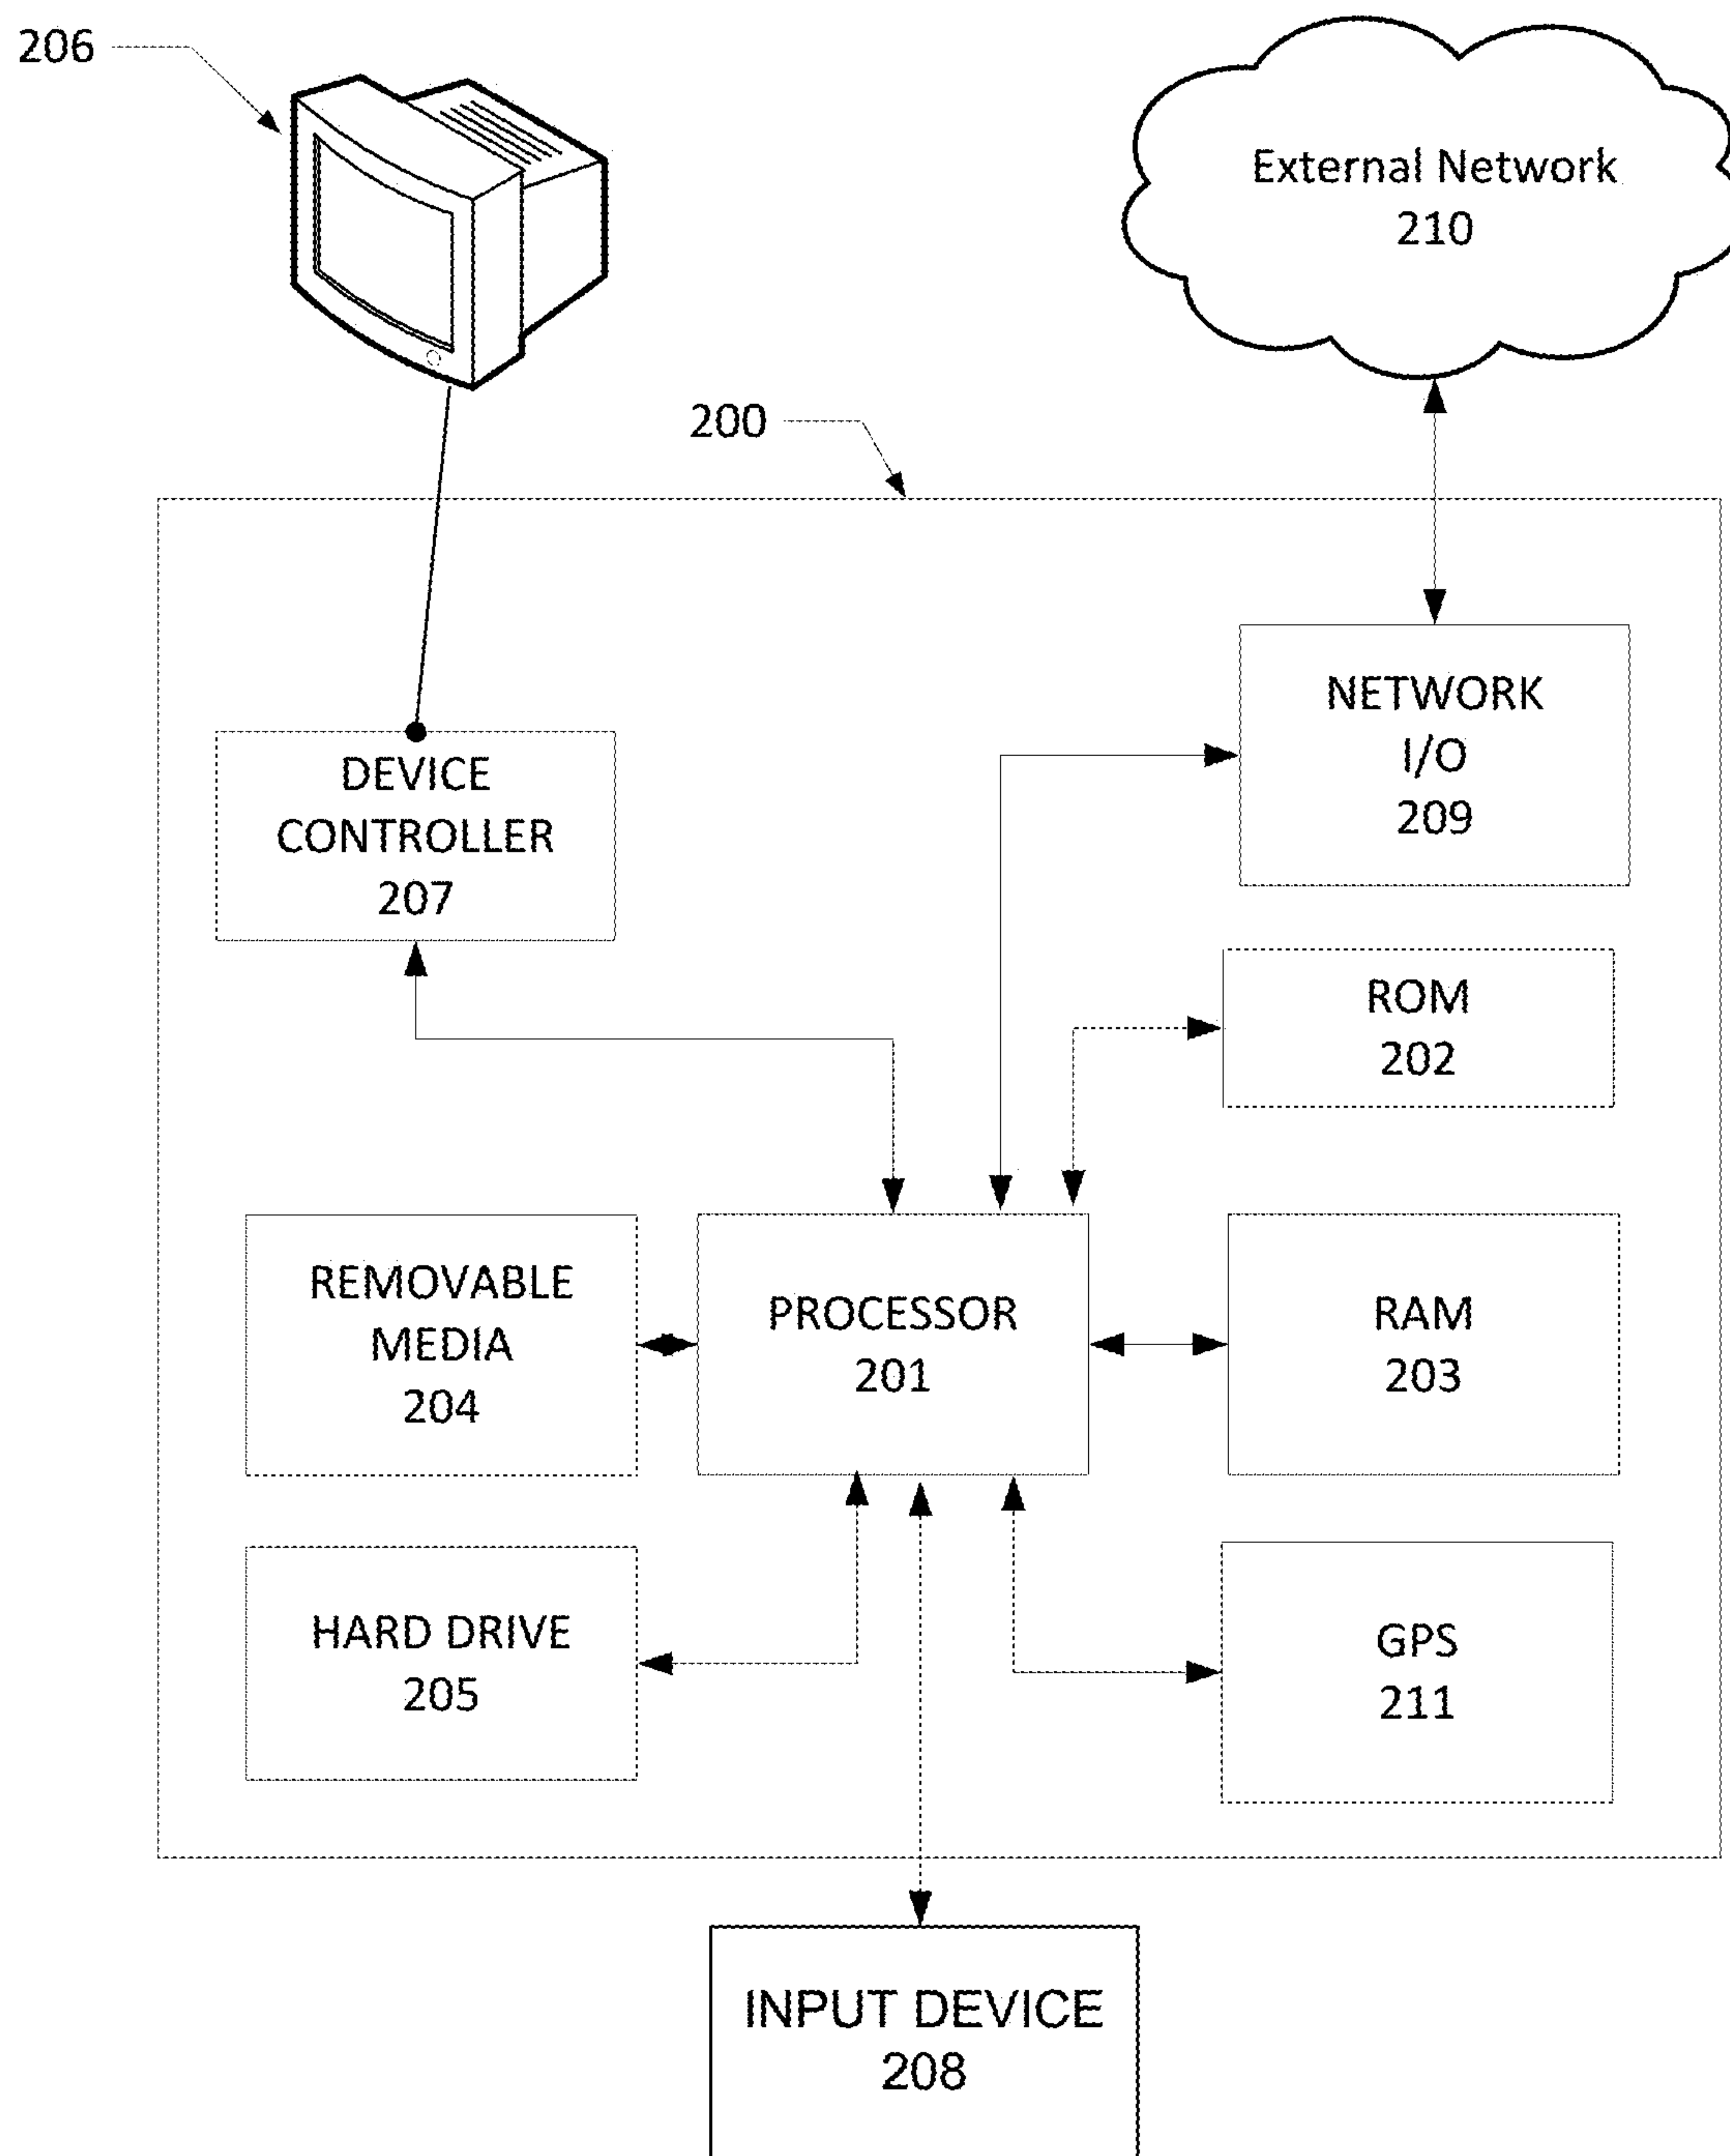 206
External Network
210
200
NETWORK
I/O
209
DEVICE
CONTROLLER
207
ROM
202
REMOVABLE
MEDIA
204
PROCESSOR
201
RAM
203
HARD DRIVE
205
GPS
211
INPUT DEVICE
208